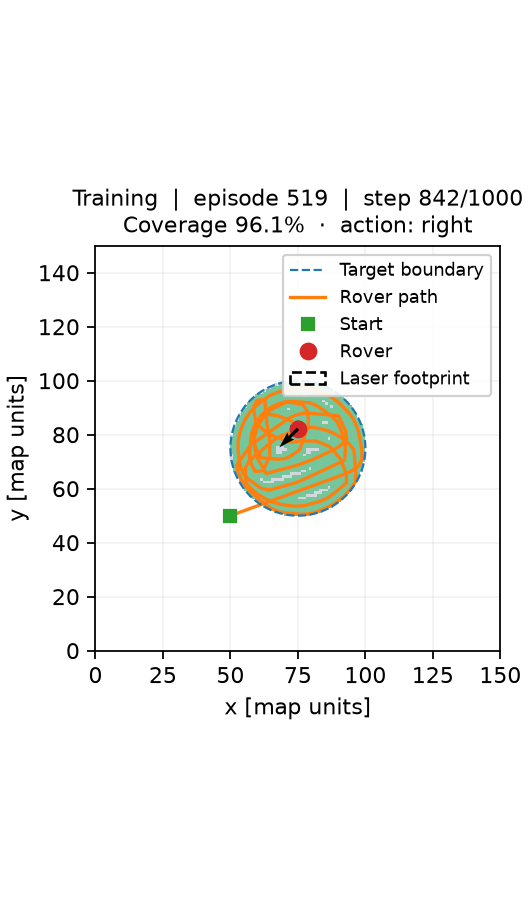 Training | episode 519 | step 842/1000
Coverage 96.1% · action: right
Target boundary
Rover path
Start
Rover
Laser footprint
y [map units]
140
120
100
80
60
40
20
0
0 25 50 75 100 125 150
x [map units]